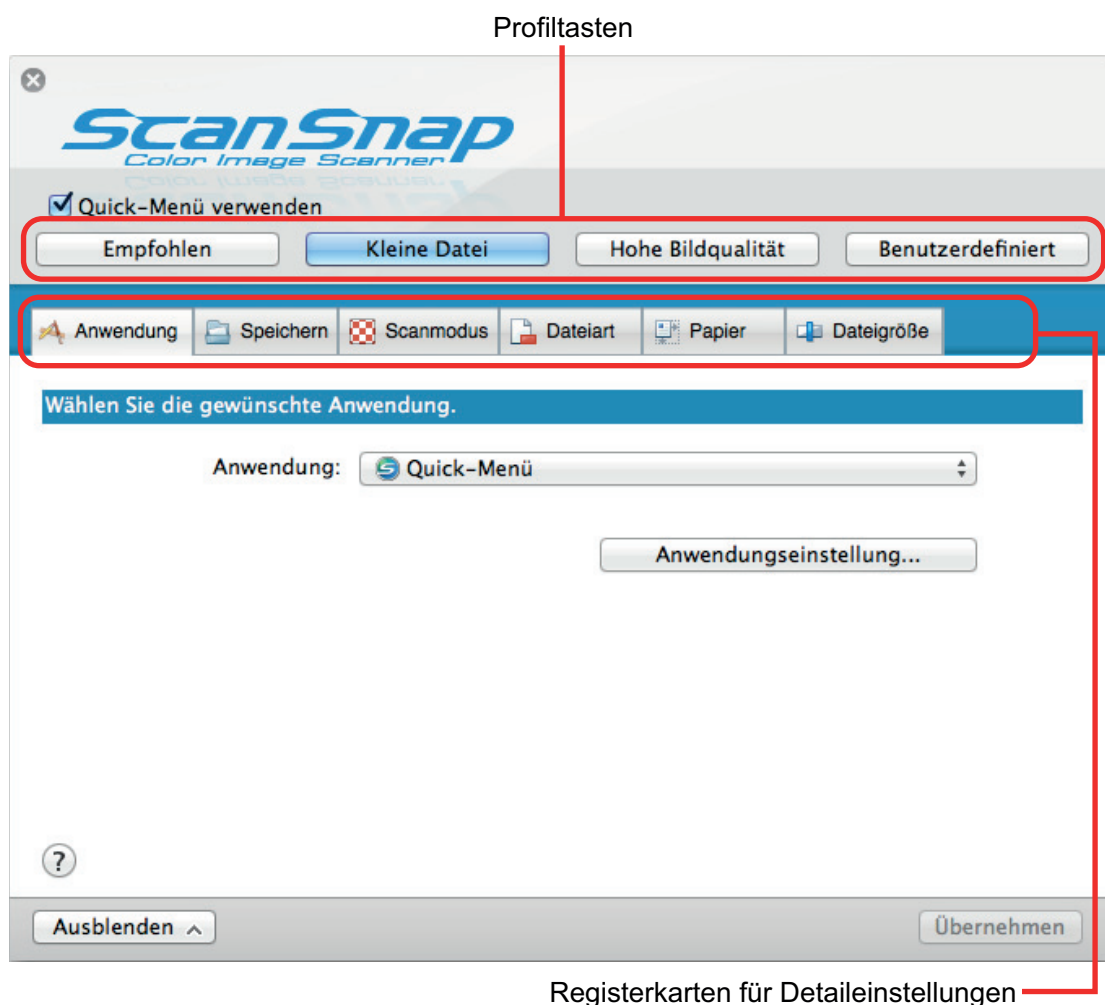 Profiltasten
ScanSnap
Color Image Scanner
Quick-Menü verwenden
Empfohlen Kleine Datei Hohe Bildqualität Benutzerdefiniert
Anwendung Speichern Scanmodus Dateiart Papier Dateigröße
Wählen Sie die gewünschte Anwendung.
Anwendung: Quick-Menü
Anwendungseinstellung...
?
Ausblenden Übernehmen
Registerkarten für Detaileinstellungen